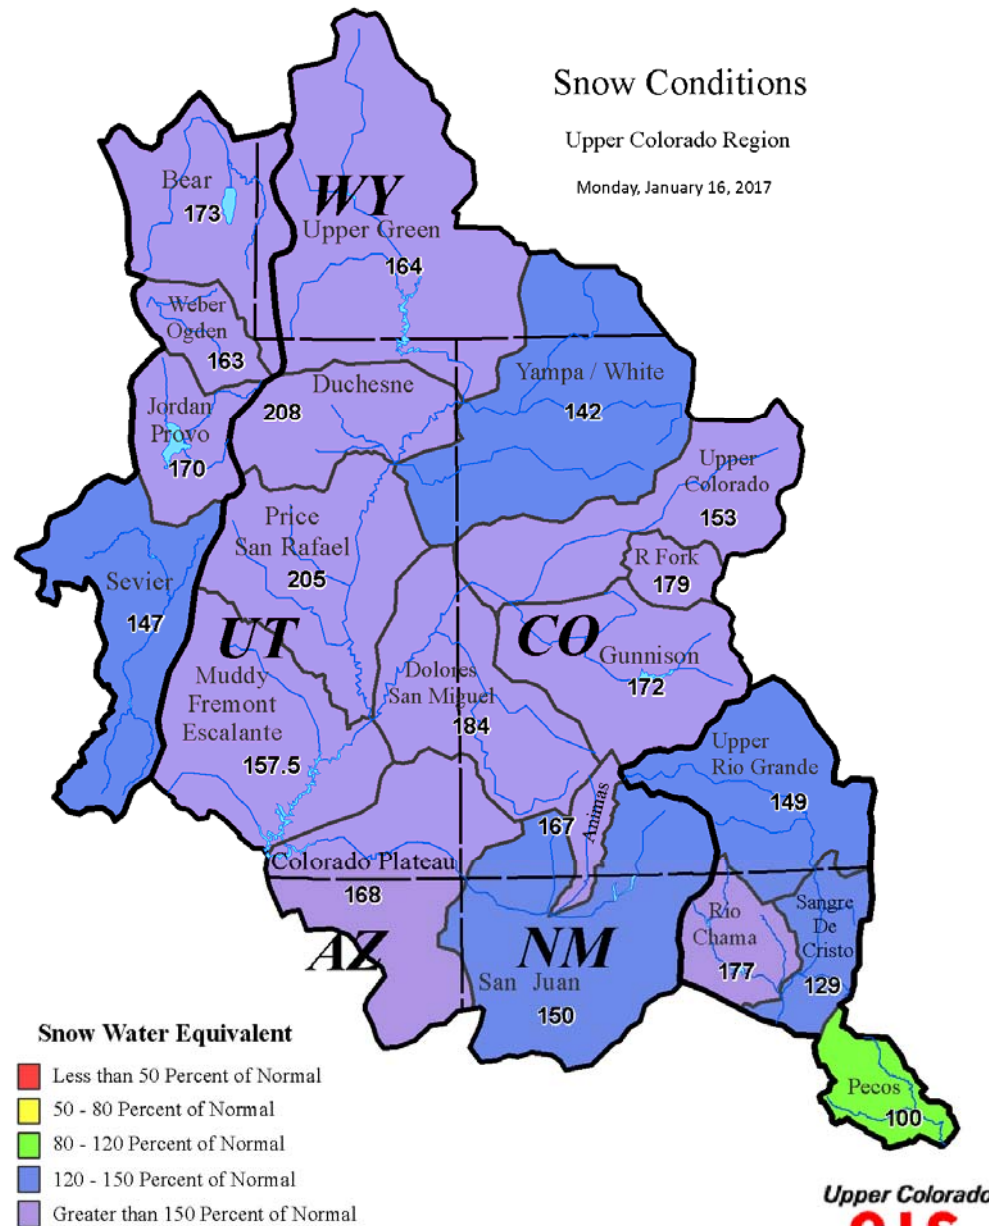 Snow Conditions
Upper Colorado Region
Monday, January 16, 2017
Bear
173
WY
Upper Green
164
Weber
Ogden
163
Duchesne
208
Yampa / White
142
Jordan
Provo
170
Upper
Colorado
153
Price
San Rafael
205
R Fork
179
Sevier
147
UT
CO
Gunnison
172
Muddy
Fremont
Escalante
157.5
Dolores
San Miguel
184
Upper
Rio Grande
149
Animas
167
Colorado Plateau
168
AZ
NM
San Juan
150
Rio
Chama
177
Sangre
De
Cristo
129
Pecos
100
Snow Water Equivalent
Less than 50 Percent of Normal
50 - 80 Percent of Normal
80 - 120 Percent of Normal
120 - 150 Percent of Normal
Greater than 150 Percent of Normal
Upper Colorado